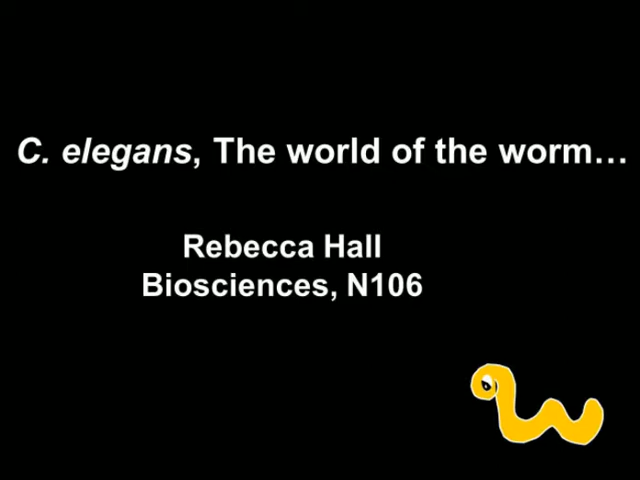 C. elegans, The world of the worm…
Rebecca Hall
Biosciences, N106